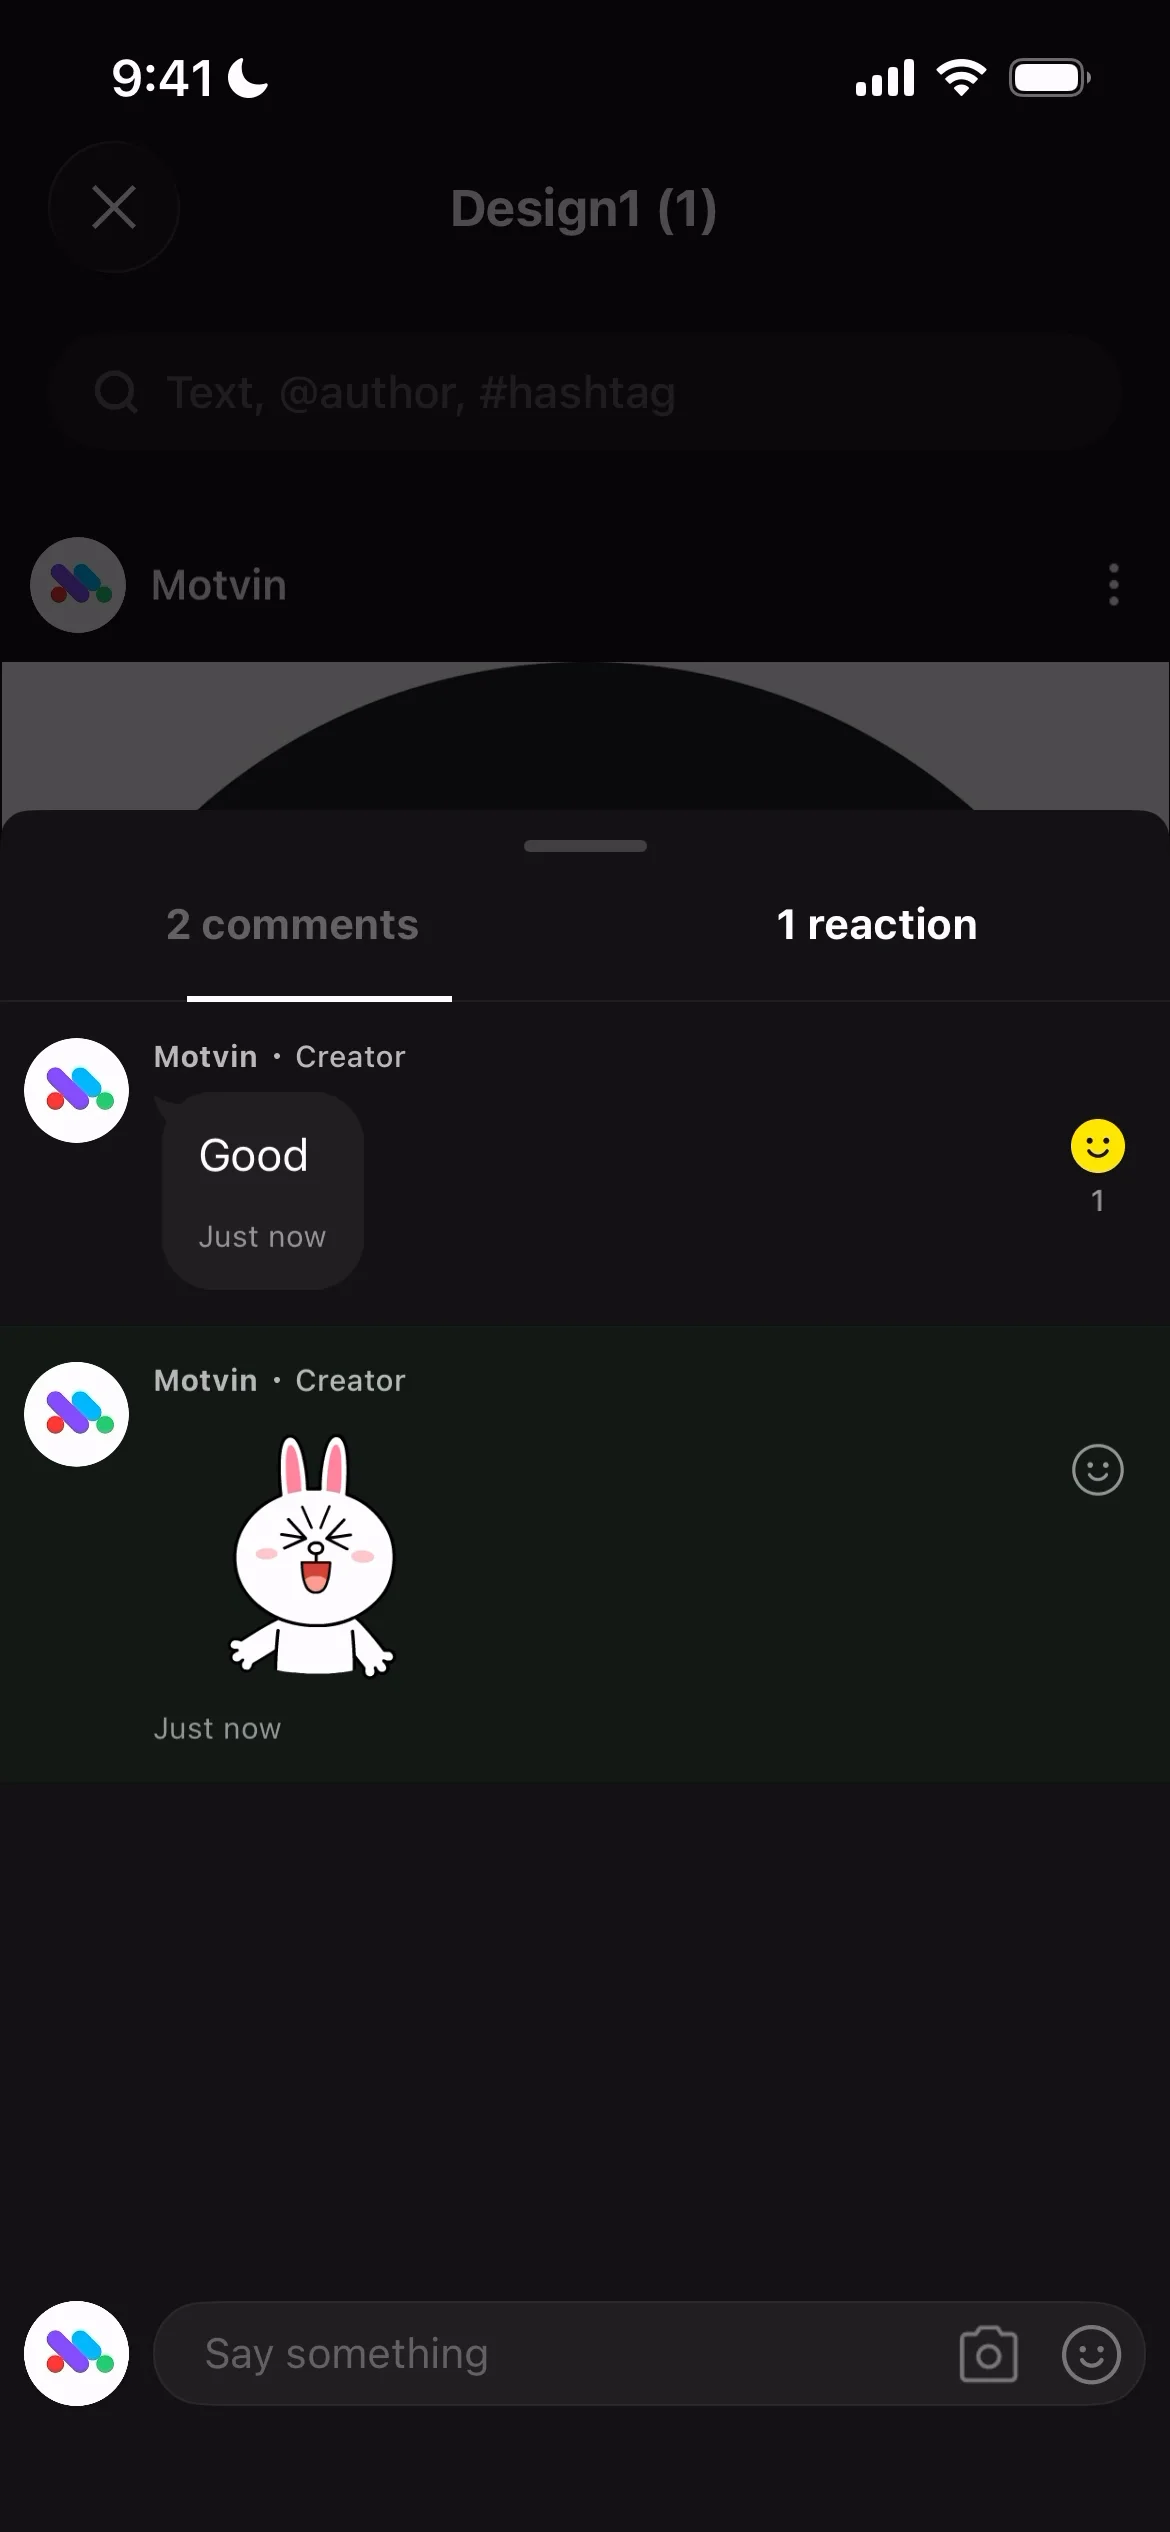 9:41
Design1 (1)
Text, @author, #hashtag
Motvin
2 comments
1 reaction
Motvin · Creator
Good
Just now
1
Motvin · Creator
Just now
Say something